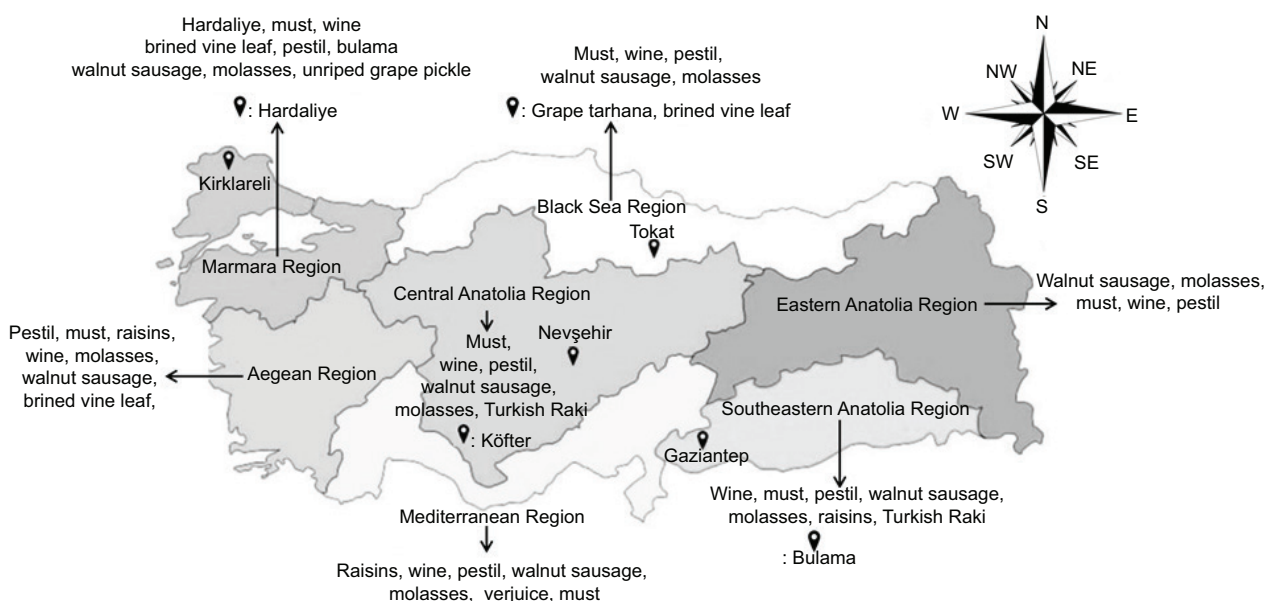 Hardaliye, must, wine
brined vine leaf, pestil, bulama
walnut sausage, molasses, unriped grape pickle
: Hardaliye
Must, wine, pestil,
walnut sausage, molasses
: Grape tarhana, brined vine leaf
N
NW
NE
W
E
SW
SE
S
Kirklareli
Marmara Region
Black Sea Region
Tokat
Central Anatolia Region
Must,
wine, pestil,
walnut sausage,
molasses, Turkish Raki
: Köfter
Nevşehir
Eastern Anatolia Region
Walnut sausage, molasses,
must, wine, pestil
Pestil, must, raisins,
wine, molasses,
walnut sausage,
brined vine leaf,
Aegean Region
Southeastern Anatolia Region
Gaziantep
Wine, must, pestil, walnut sausage,
molasses, raisins, Turkish Raki
: Bulama
Mediterranean Region
Raisins, wine, pestil, walnut sausage,
molasses, verjuice, must